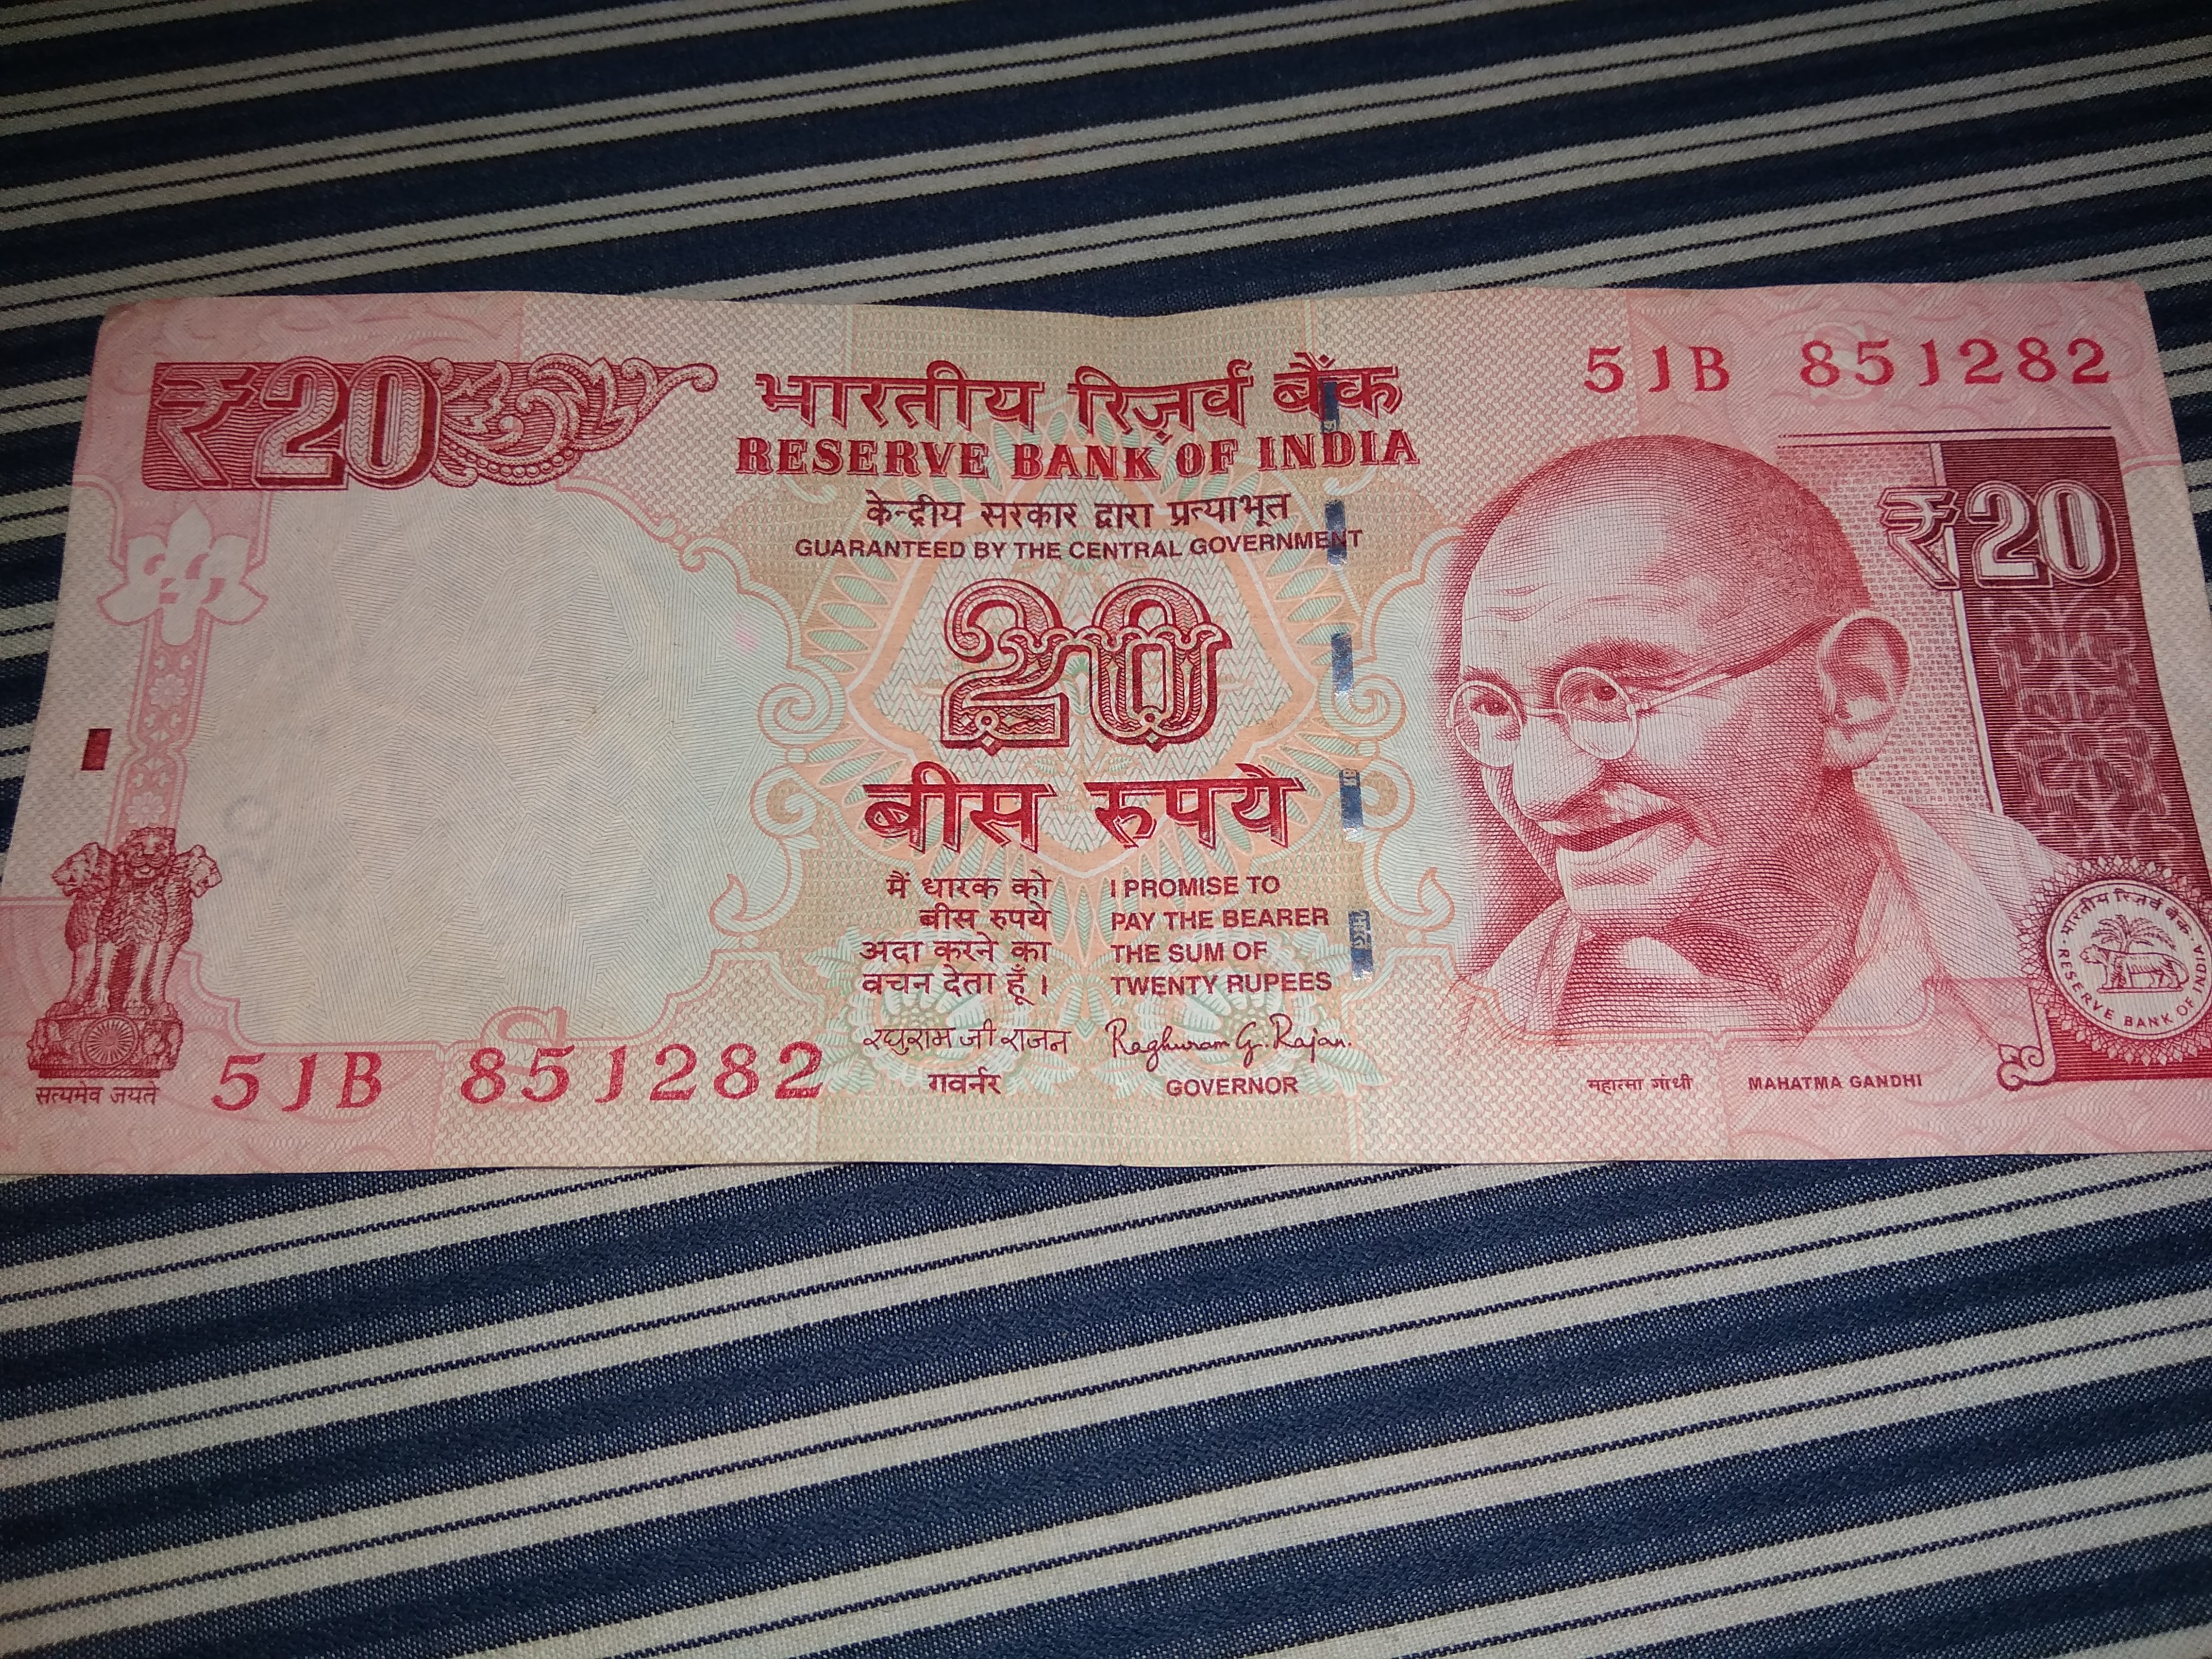 ₹20
भारतीय रिज़र्व बैंक
RESERVE BANK OF INDIA
51B 851282
केन्द्रीय सरकार द्वारा प्रत्याभूत
GUARANTEED BY THE CENTRAL GOVERNMENT
₹20
20
बीस रुपये
मैं धारक को
बीस रुपये
अदा करने का
वचन देता हूँ ।
I PROMISE TO
PAY THE BEARER
THE SUM OF
TWENTY RUPEES
रघुराम जी राजन
गवर्नर
Raghuram G. Rajan.
GOVERNOR
सत्यमेव जयते
51B 851282
महात्मा गांधी
MAHATMA GANDHI
भारतीय रिज़र्व बैंक
RESERVE BANK OF INDIA